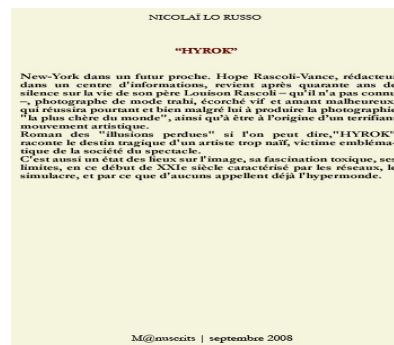 NICOLAÏ LO RUSSO
“HYROK”
New-York dans un futur proche. Hope Rascoli-Vance, rédacteur
dans un centre d'informations, revient après quarante ans de
silence sur la vie de son père Louison Rascoli – qu'il n'a pas connu
–, photographe de mode trahi, écorché vif et amant malheureux,
qui réussira pourtant et bien malgré lui à produire la photographie
"la plus chère du monde", ainsi qu'à être à l'origine d'un terrifiant
mouvement artistique.
Roman des "illusions perdues" si l'on peut dire,"HYROK"
raconte le destin tragique d'un artiste trop naïf, victime embléma-
tique de la société du spectacle.
C'est aussi un état des lieux sur l'image, sa fascination toxique, ses
limites, en ce début de XXIe siècle caractérisé par les réseaux, le
simulacre, et par ce que d'aucuns appellent déjà l'hypermonde.
M@nuscrits | septembre 2008